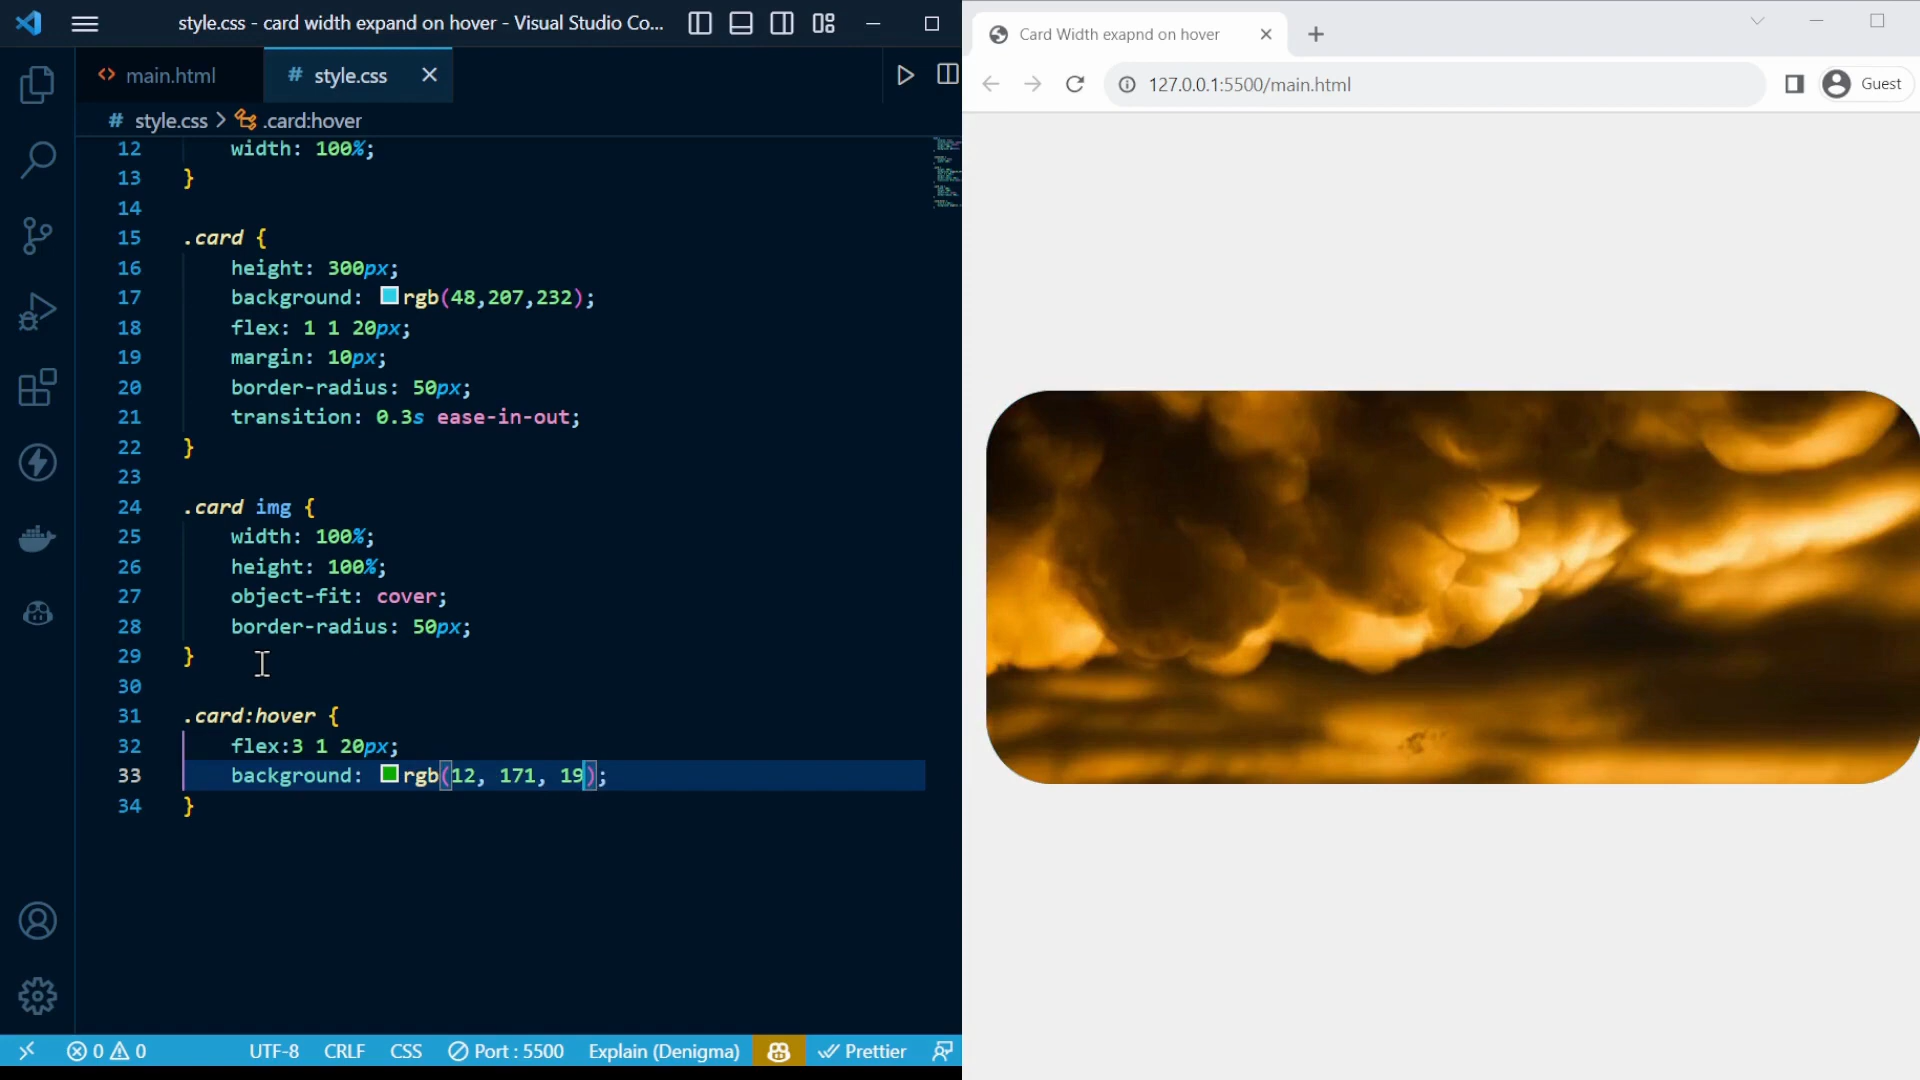 style.css - card width expand on hover - Visual Studio Co...
main.html
# style.css
# style.css > .card:hover
12 width: 100%;
13 }
14
15 .card {
16 height: 300px;
17 background: rgb(48,207,232);
18 flex: 1 1 20px;
19 margin: 10px;
20 border-radius: 50px;
21 transition: 0.3s ease-in-out;
22 }
23
24 .card img {
25 width: 100%;
26 height: 100%;
27 object-fit: cover;
28 border-radius: 50px;
29 }
30
31 .card:hover {
32 flex:3 1 20px;
33 background: rgb(12, 171, 19);
34 }
0 0 UTF-8 CRLF CSS Port : 5500 Explain (Denigma) Prettier
Card Width exapnd on hover
127.0.0.1:5500/main.html
Guest